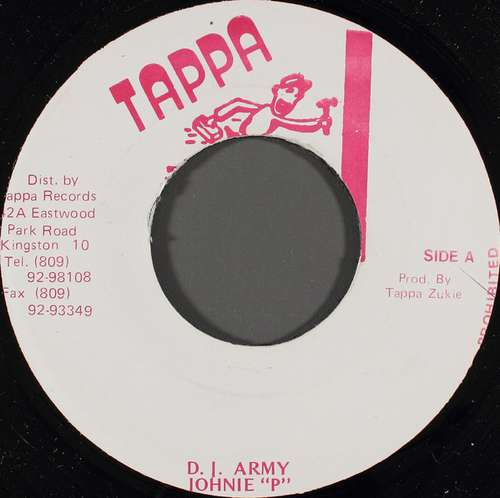 TAPPA
Dist. by
appa Records
2A Eastwood
Park Road
Kingston 10
Tel. (809)
92-98108
Fax (809)
92-93349
SIDE A
Prod. By
Tappa Zukie
PROHIBITED
D. J. ARMY
JOHNIE "P"